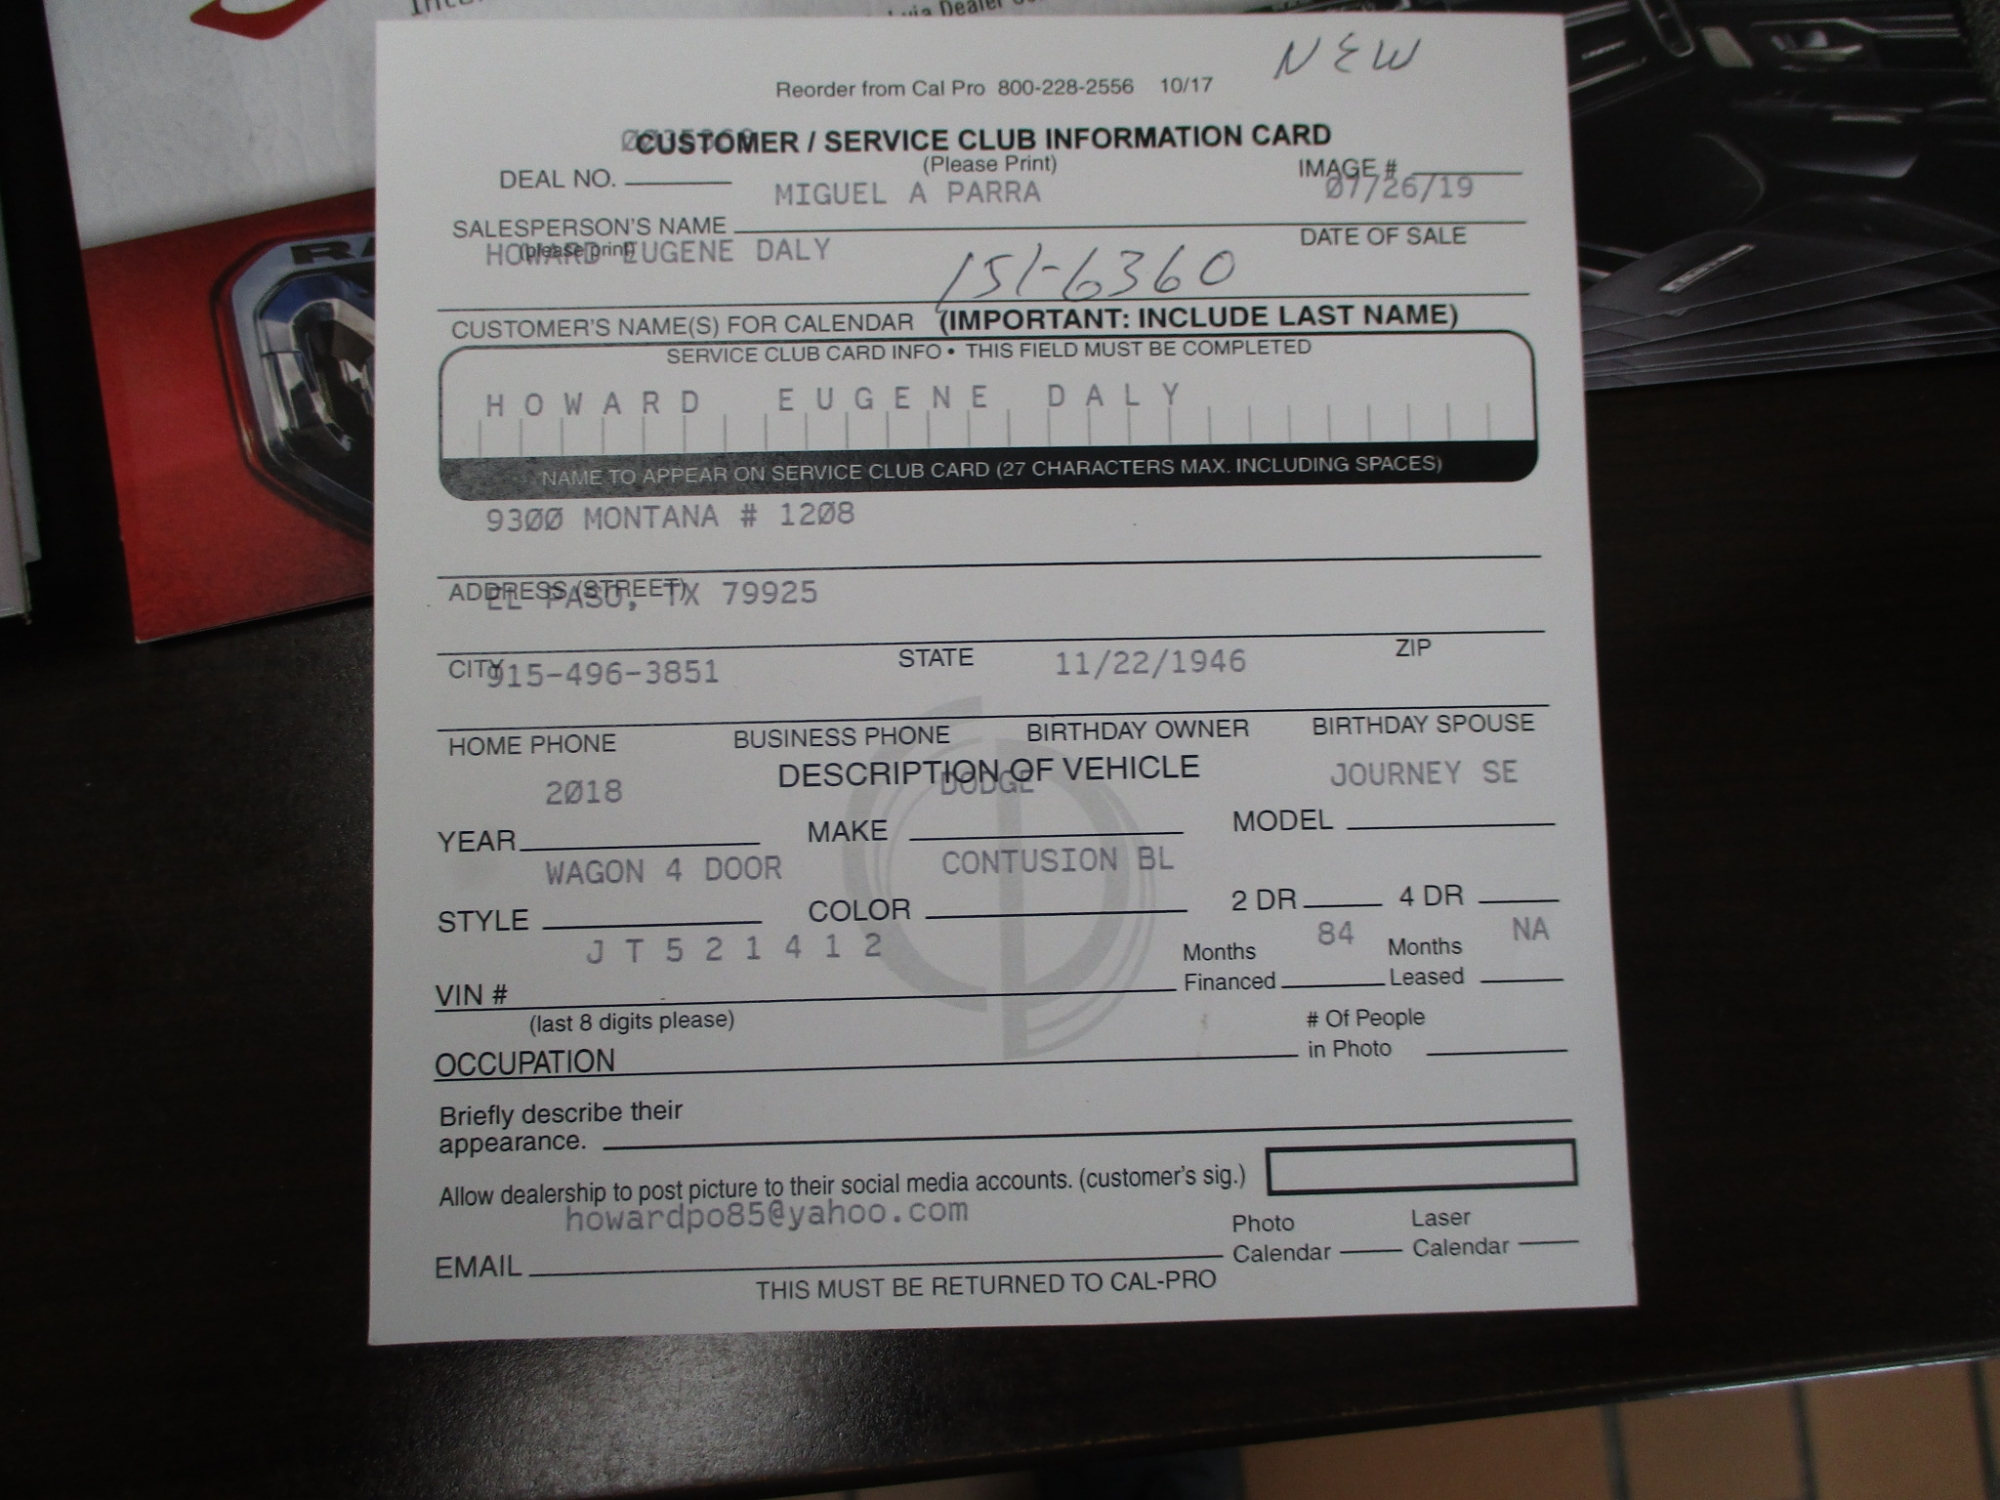 NEW
Reorder from Cal Pro 800-228-2556 10/17
CUSTOMER / SERVICE CLUB INFORMATION CARD
(Please Print)
DEAL NO.
IMAGE #
MIGUEL A PARRA
07/26/19
SALESPERSON'S NAME
(please print)
DATE OF SALE
HOWARD EUGENE DALY
151-6360
CUSTOMER'S NAME(S) FOR CALENDAR (IMPORTANT: INCLUDE LAST NAME)
SERVICE CLUB CARD INFO • THIS FIELD MUST BE COMPLETED
HOWARD EUGENE DALY
NAME TO APPEAR ON SERVICE CLUB CARD (27 CHARACTERS MAX. INCLUDING SPACES)
9300 MONTANA # 1208
ADDRESS (STREET)
EL PASO, TX 79925
CITY STATE ZIP
915-496-3851 11/22/1946
HOME PHONE BUSINESS PHONE BIRTHDAY OWNER BIRTHDAY SPOUSE
DESCRIPTION OF VEHICLE
2018 DODGE JOURNEY SE
YEAR MAKE MODEL
WAGON 4 DOOR CONTUSION BL
STYLE COLOR 2 DR 4 DR
JT521412 84 NA
VIN # Months Financed Months Leased
(last 8 digits please)
OCCUPATION # Of People in Photo
Briefly describe their
appearance.
Allow dealership to post picture to their social media accounts. (customer's sig.)
howardpo85@yahoo.com
EMAIL Photo Calendar Laser Calendar
THIS MUST BE RETURNED TO CAL-PRO